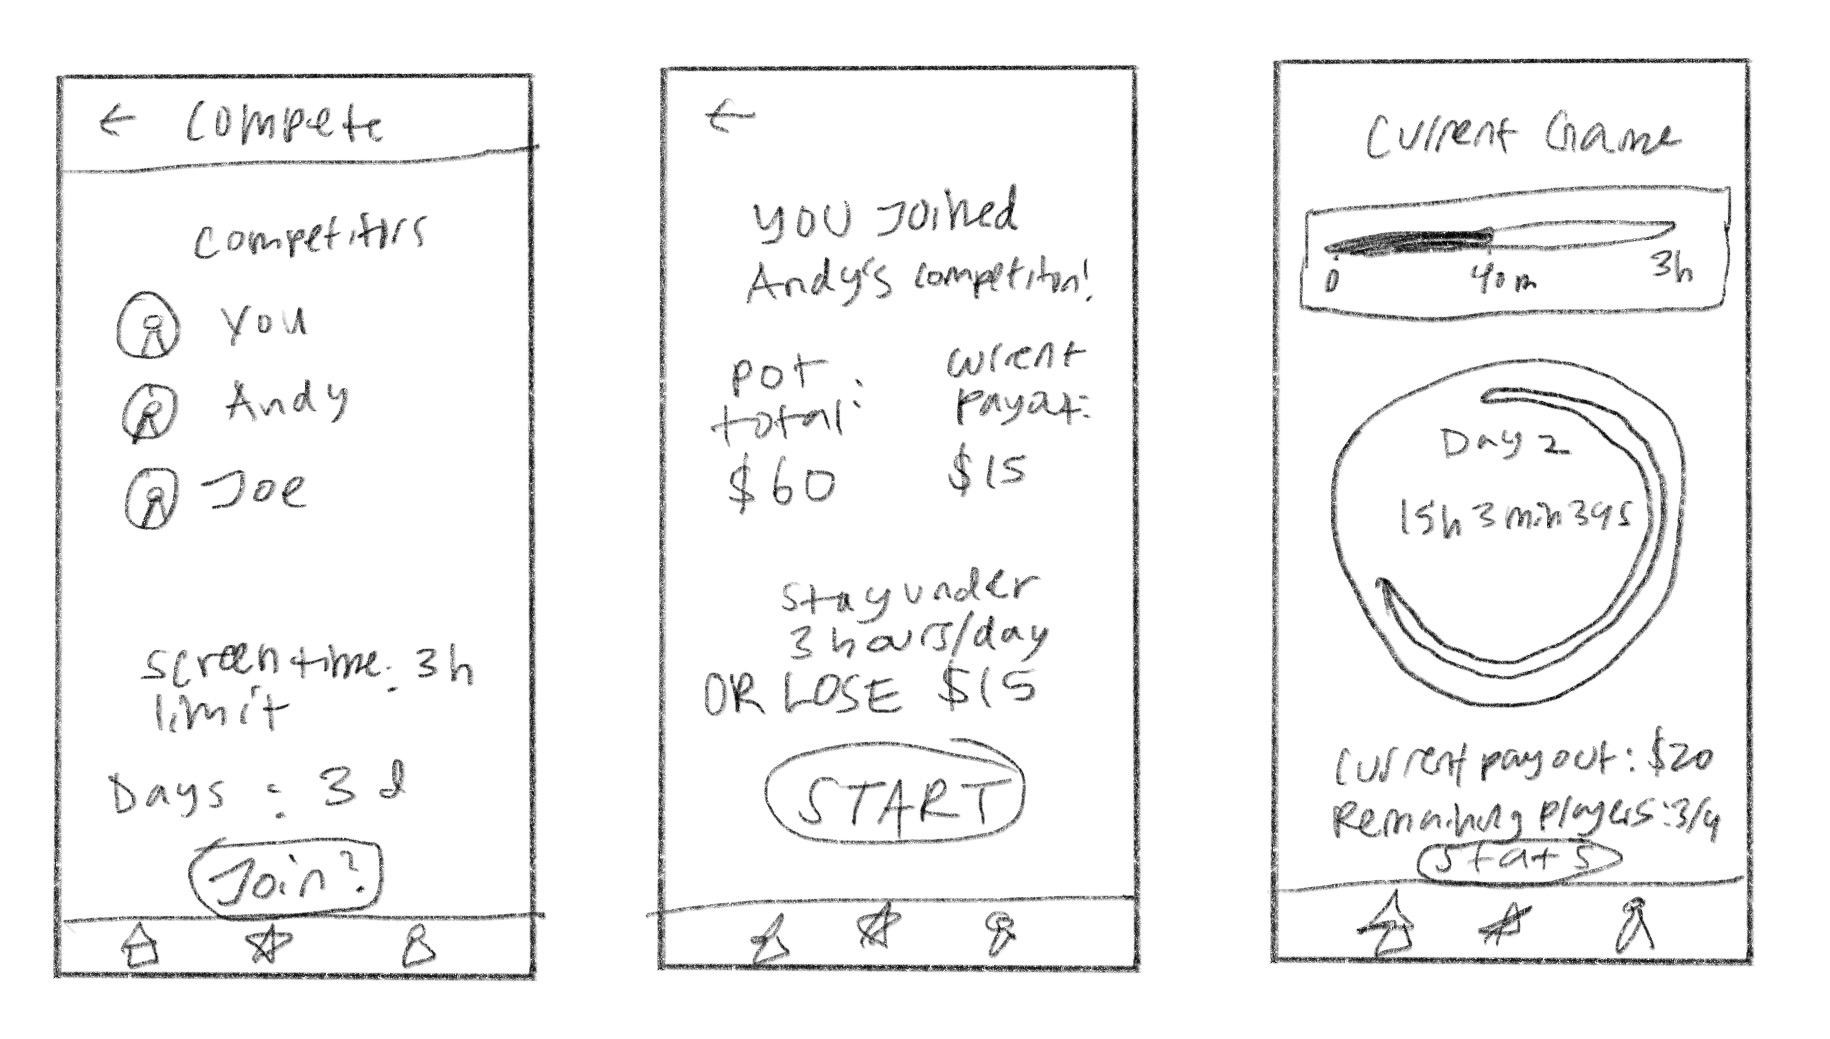 ← Compete
Competitors
You
Andy
Joe
screentime: 3h
limit
Days : 3 d
Join?
←
YOU Joined
Andy's competition!
POT
total:
$60
current
payout:
$15
stay under
3 hours/day
OR LOSE $15
START
Current Game
0 40m 3h
Day 2
15h 3min 39s
Current payout: $20
Remaining players: 3/4
stats